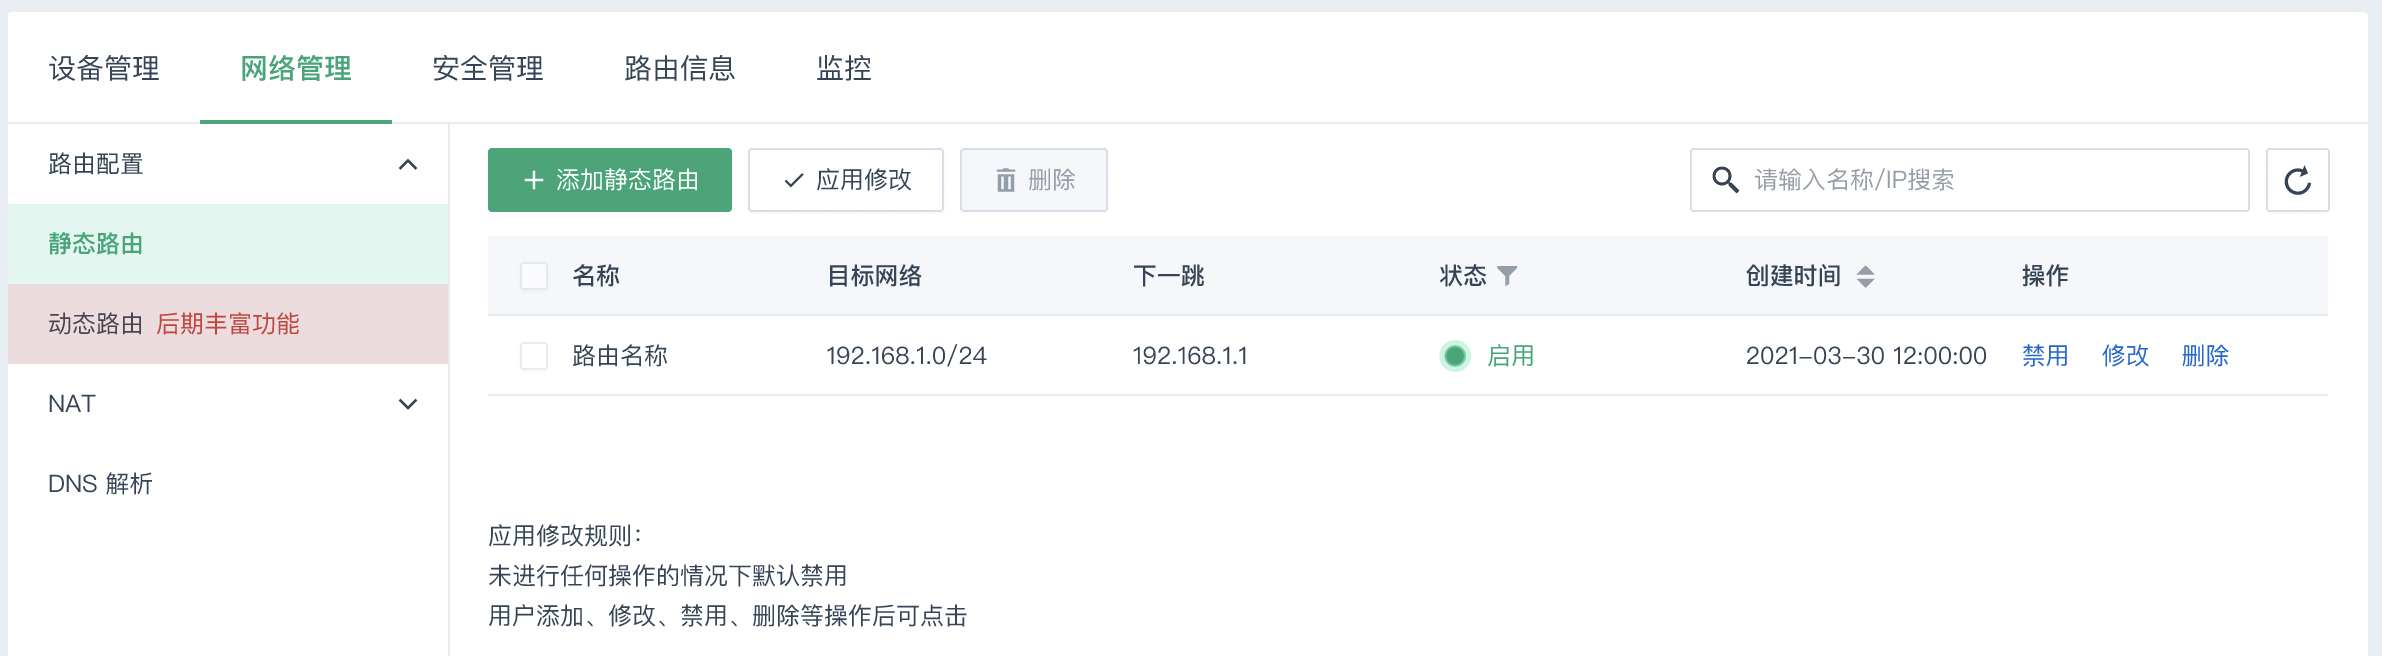 设备管理 网络管理 安全管理 路由信息 监控
路由配置
静态路由
动态路由 后期丰富功能
NAT
DNS 解析
添加静态路由 应用修改 删除 请输入名称/IP搜索
名称 目标网络 下一跳 状态 创建时间 操作
路由名称 192.168.1.0/24 192.168.1.1 启用 2021-03-30 12:00:00 禁用 修改 删除
应用修改规则：
未进行任何操作的情况下默认禁用
用户添加、修改、禁用、删除等操作后可点击